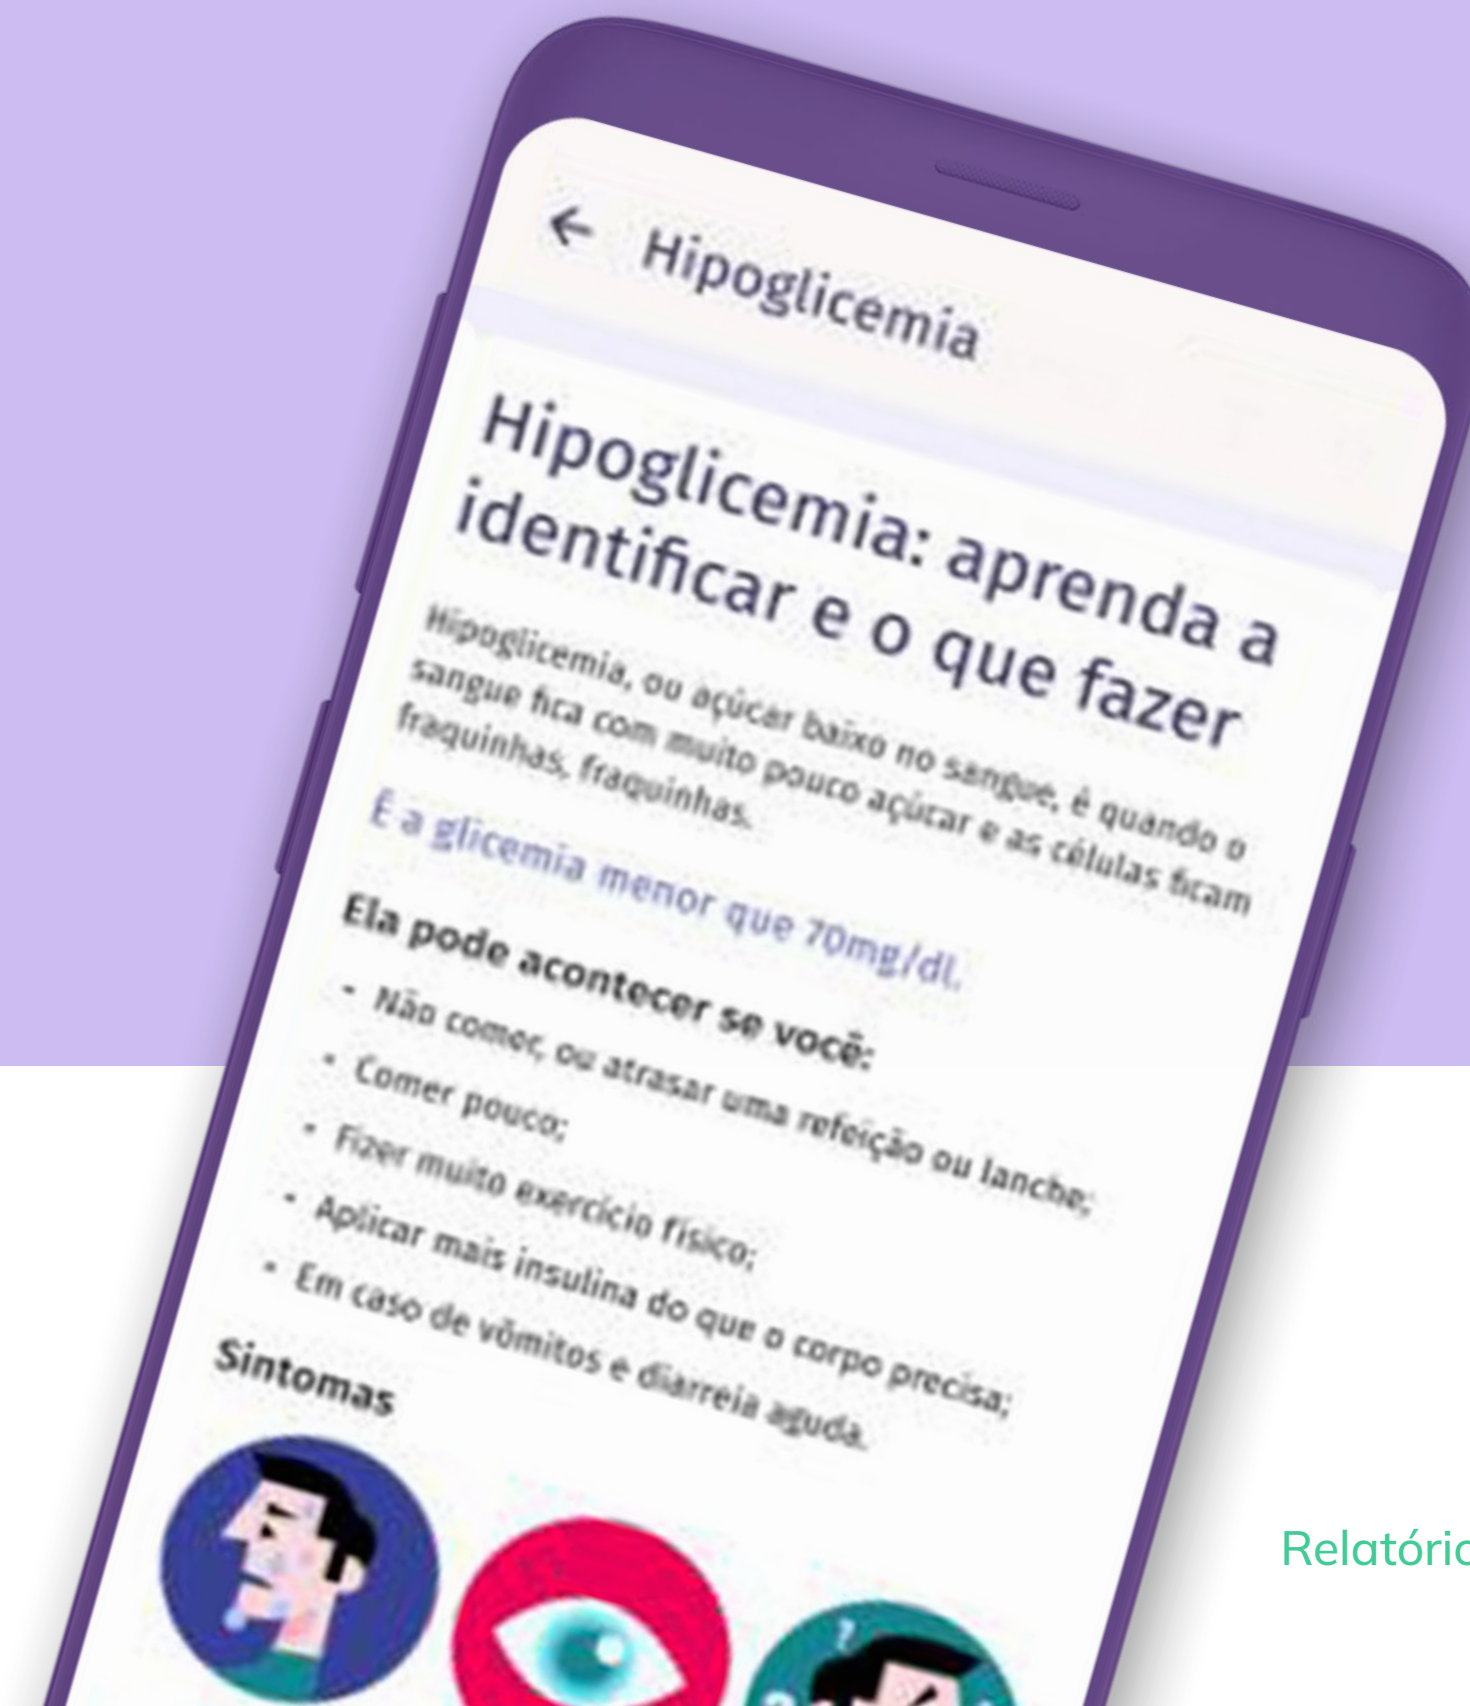 Hipoglicemia
Hipoglicemia: aprenda a
identificar e o que fazer
Hipoglicemia, ou açúcar baixo no sangue, é quando o
sangue fica com muito pouco açúcar e as células ficam
fraquinhas, fraquinhas.
É a glicemia menor que 70mg/dl.
Ela pode acontecer se você:
- Não comer, ou atrasar uma refeição ou lanche;
- Comer pouco;
- Fizer muito exercício físico;
- Aplicar mais insulina do que o corpo precisa;
- Em caso de vômitos e diarreia aguda.
Sintomas
?
Relatório